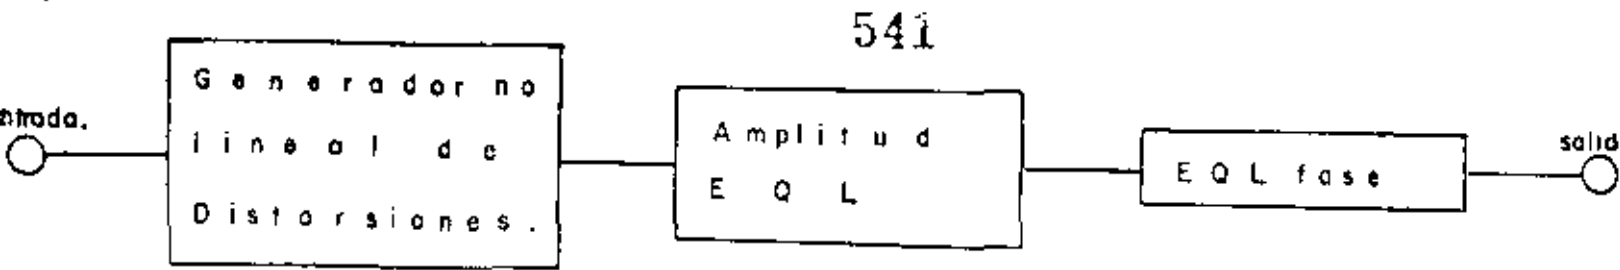 541
ntrada.
Generador no
lineal de
Distorsiones.
Amplitud
EQL
EQL fase
salid